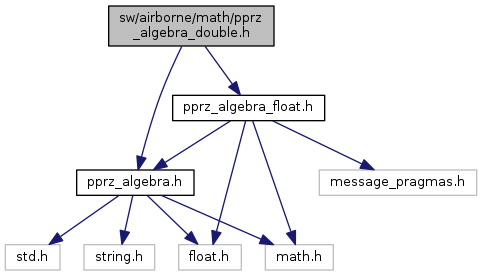 sw/airborne/math/pprz
_algebra_double.h
pprz_algebra_float.h
pprz_algebra.h
message_pragmas.h
std.h
string.h
float.h
math.h